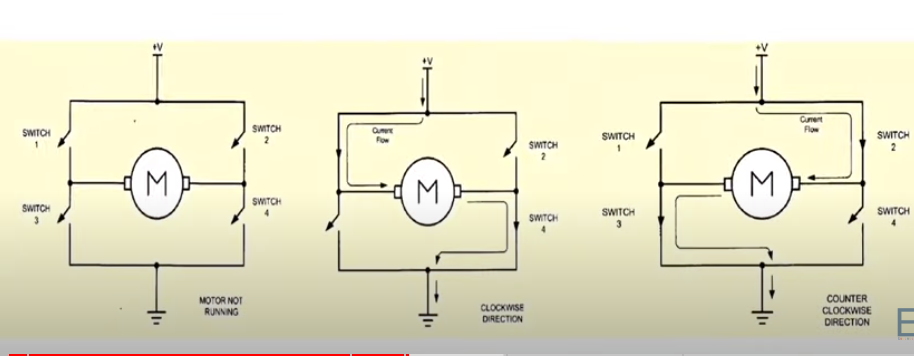 +V
SWITCH
1
SWITCH
2
M
SWITCH
3
SWITCH
4
MOTOR NOT
RUNNING
+V
Current
Flow
SWITCH
2
M
SWITCH
4
CLOCKWISE
DIRECTION
+V
Current
Flow
SWITCH
1
SWITCH
2
M
SWITCH
3
SWITCH
4
COUNTER
CLOCKWISE
DIRECTION
E